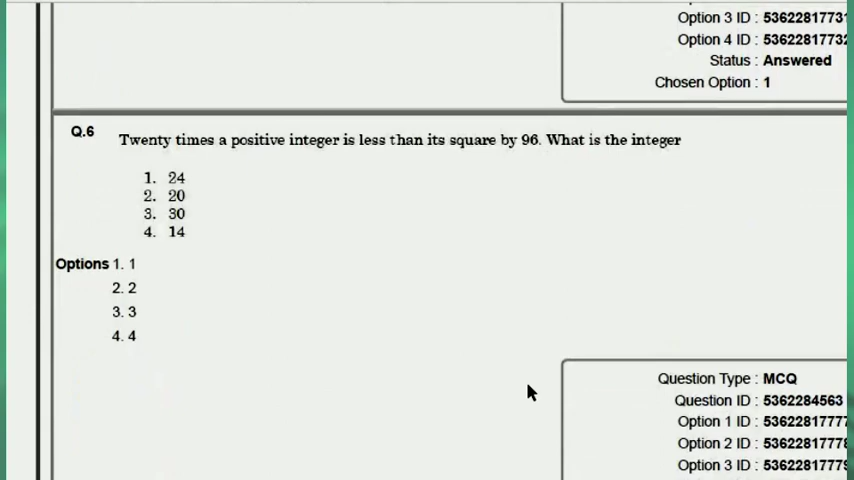 Option 3 ID : 53622817731
Option 4 ID : 53622817732
Status : Answered
Chosen Option : 1
Q.6 Twenty times a positive integer is less than its square by 96. What is the integer
1. 24
2. 20
3. 30
4. 14
Options 1. 1
2. 2
3. 3
4. 4
Question Type : MCQ
Question ID : 5362284563
Option 1 ID : 53622817777
Option 2 ID : 53622817778
Option 3 ID : 53622817779